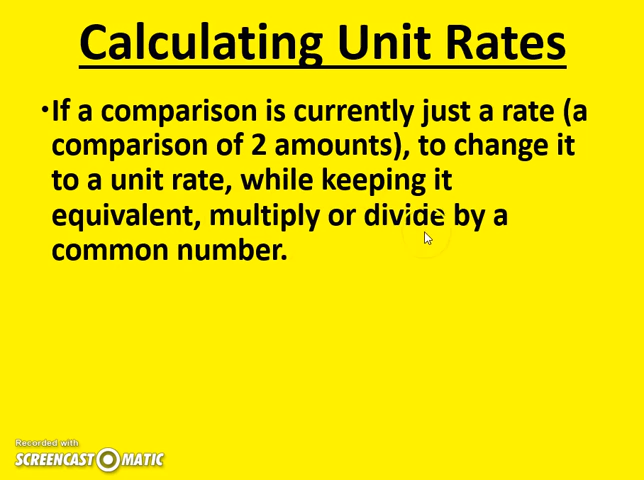 Calculating Unit Rates
•If a comparison is currently just a rate (a
comparison of 2 amounts), to change it
to a unit rate, while keeping it
equivalent, multiply or divide by a
common number.
Recorded with
SCREENCAST O MATIC